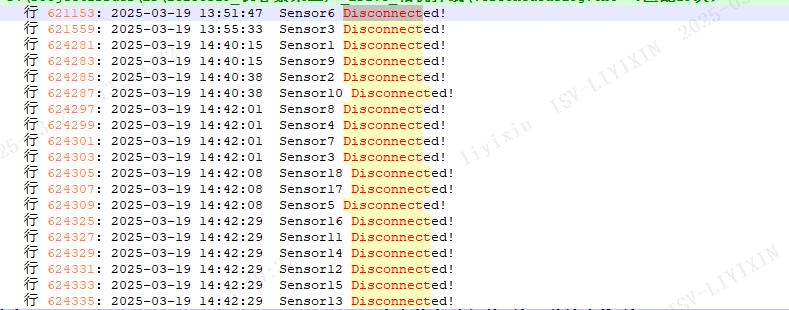 行 621153: 2025-03-19 13:51:47 Sensor6 Disconnected!
行 621559: 2025-03-19 13:55:33 Sensor3 Disconnected!
行 624281: 2025-03-19 14:40:15 Sensor1 Disconnected!
行 624283: 2025-03-19 14:40:15 Sensor9 Disconnected!
行 624285: 2025-03-19 14:40:38 Sensor2 Disconnected!
行 624287: 2025-03-19 14:40:38 Sensor10 Disconnected!
行 624297: 2025-03-19 14:42:01 Sensor8 Disconnected!
行 624299: 2025-03-19 14:42:01 Sensor4 Disconnected!
行 624301: 2025-03-19 14:42:01 Sensor7 Disconnected!
行 624303: 2025-03-19 14:42:01 Sensor3 Disconnected!
行 624305: 2025-03-19 14:42:08 Sensor18 Disconnected!
行 624307: 2025-03-19 14:42:08 Sensor17 Disconnected!
行 624309: 2025-03-19 14:42:08 Sensor5 Disconnected!
行 624325: 2025-03-19 14:42:29 Sensor16 Disconnected!
行 624327: 2025-03-19 14:42:29 Sensor11 Disconnected!
行 624329: 2025-03-19 14:42:29 Sensor14 Disconnected!
行 624331: 2025-03-19 14:42:29 Sensor12 Disconnected!
行 624333: 2025-03-19 14:42:29 Sensor15 Disconnected!
行 624335: 2025-03-19 14:42:29 Sensor13 Disconnected!
liyixin ISV-LIYIXIN 2025-03
ISV-LIYIXIN